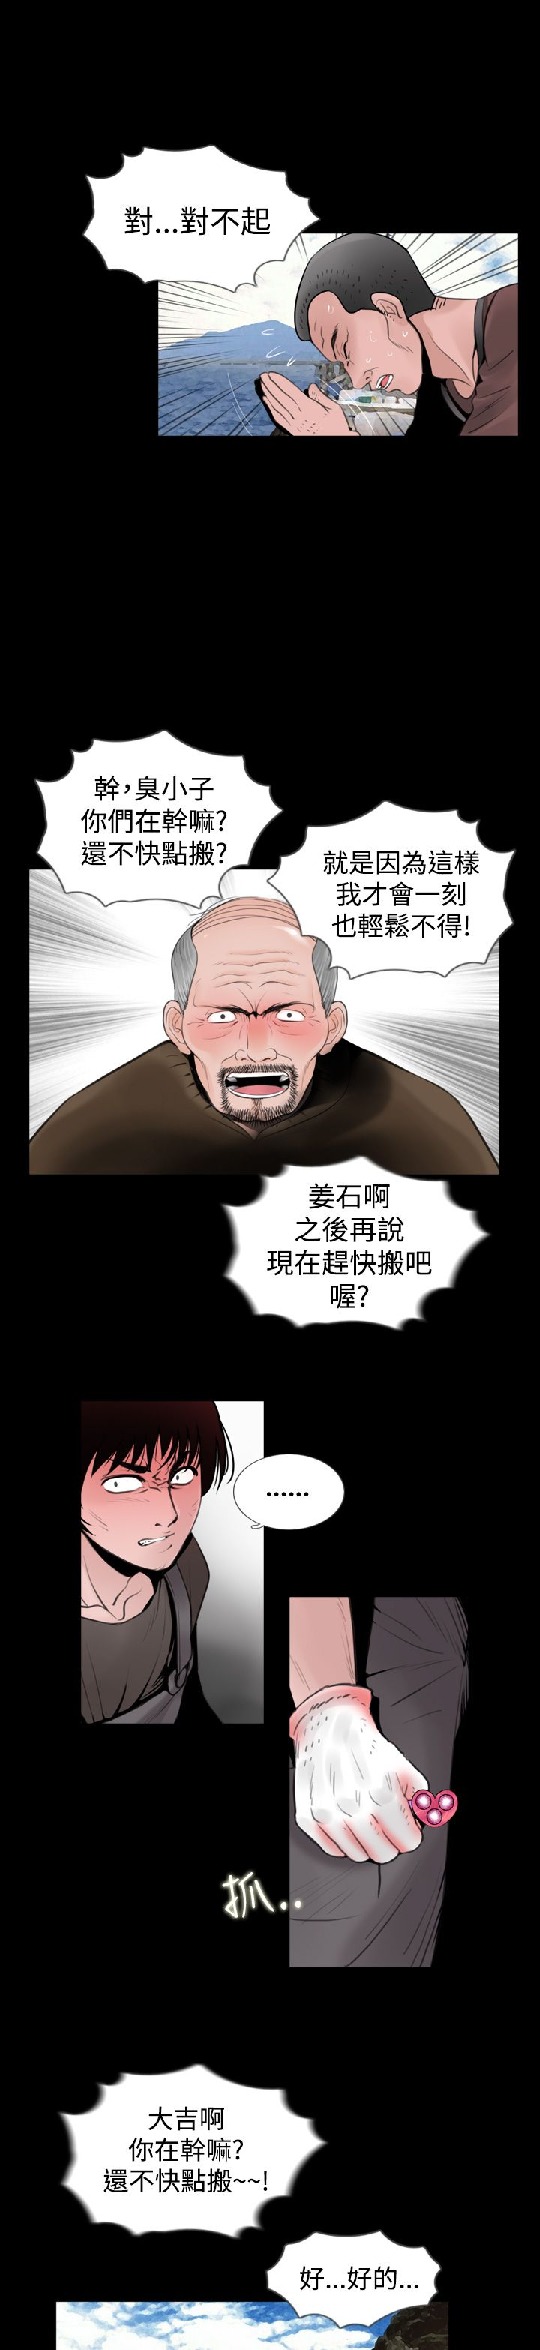 對...對不起
幹,臭小子
你們在幹嘛?
還不快點搬?
就是因為這樣
我才會一刻
也輕鬆不得!
姜石啊
之後再說
現在趕快搬吧
喔?
......
抓..
大吉啊
你在幹嘛?
還不快點搬~~!
好...好的...